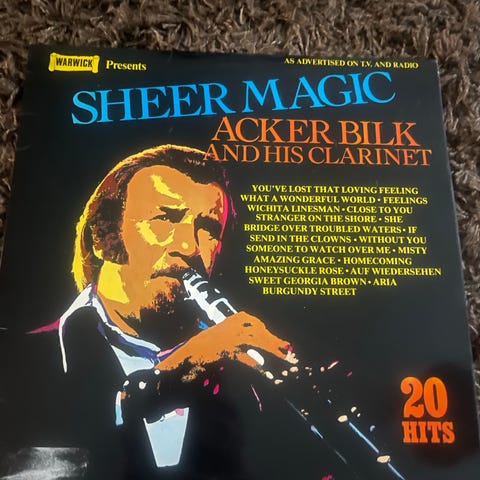 WARWICK Presents
AS ADVERTISED ON T.V. AND RADIO
SHEER MAGIC
ACKER BILK
AND HIS CLARINET
YOU'VE LOST THAT LOVING FEELING
WHAT A WONDERFUL WORLD • FEELINGS
WICHITA LINESMAN • CLOSE TO YOU
STRANGER ON THE SHORE • SHE
BRIDGE OVER TROUBLED WATERS • IF
SEND IN THE CLOWNS • WITHOUT YOU
SOMEONE TO WATCH OVER ME • MISTY
AMAZING GRACE • HOMECOMING
HONEYSUCKLE ROSE • AUF WIEDERSEHEN
SWEET GEORGIA BROWN • ARIA
BURGUNDY STREET
20
HITS